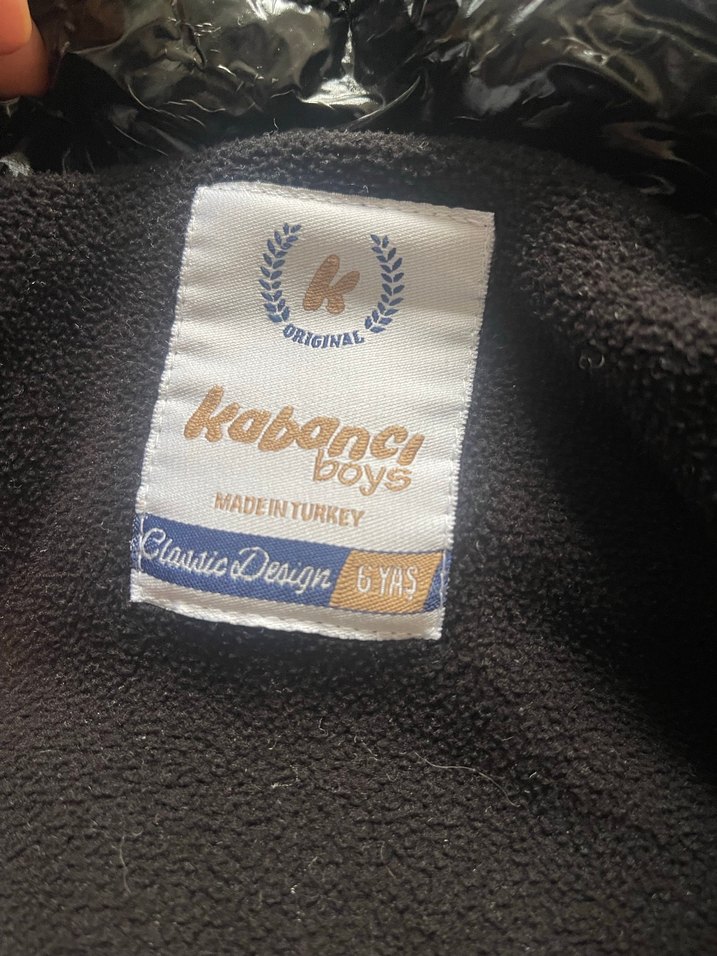 k
ORIGINAL
kabancı
boys
MADE IN TURKEY
Classic Design 6 YAŞ